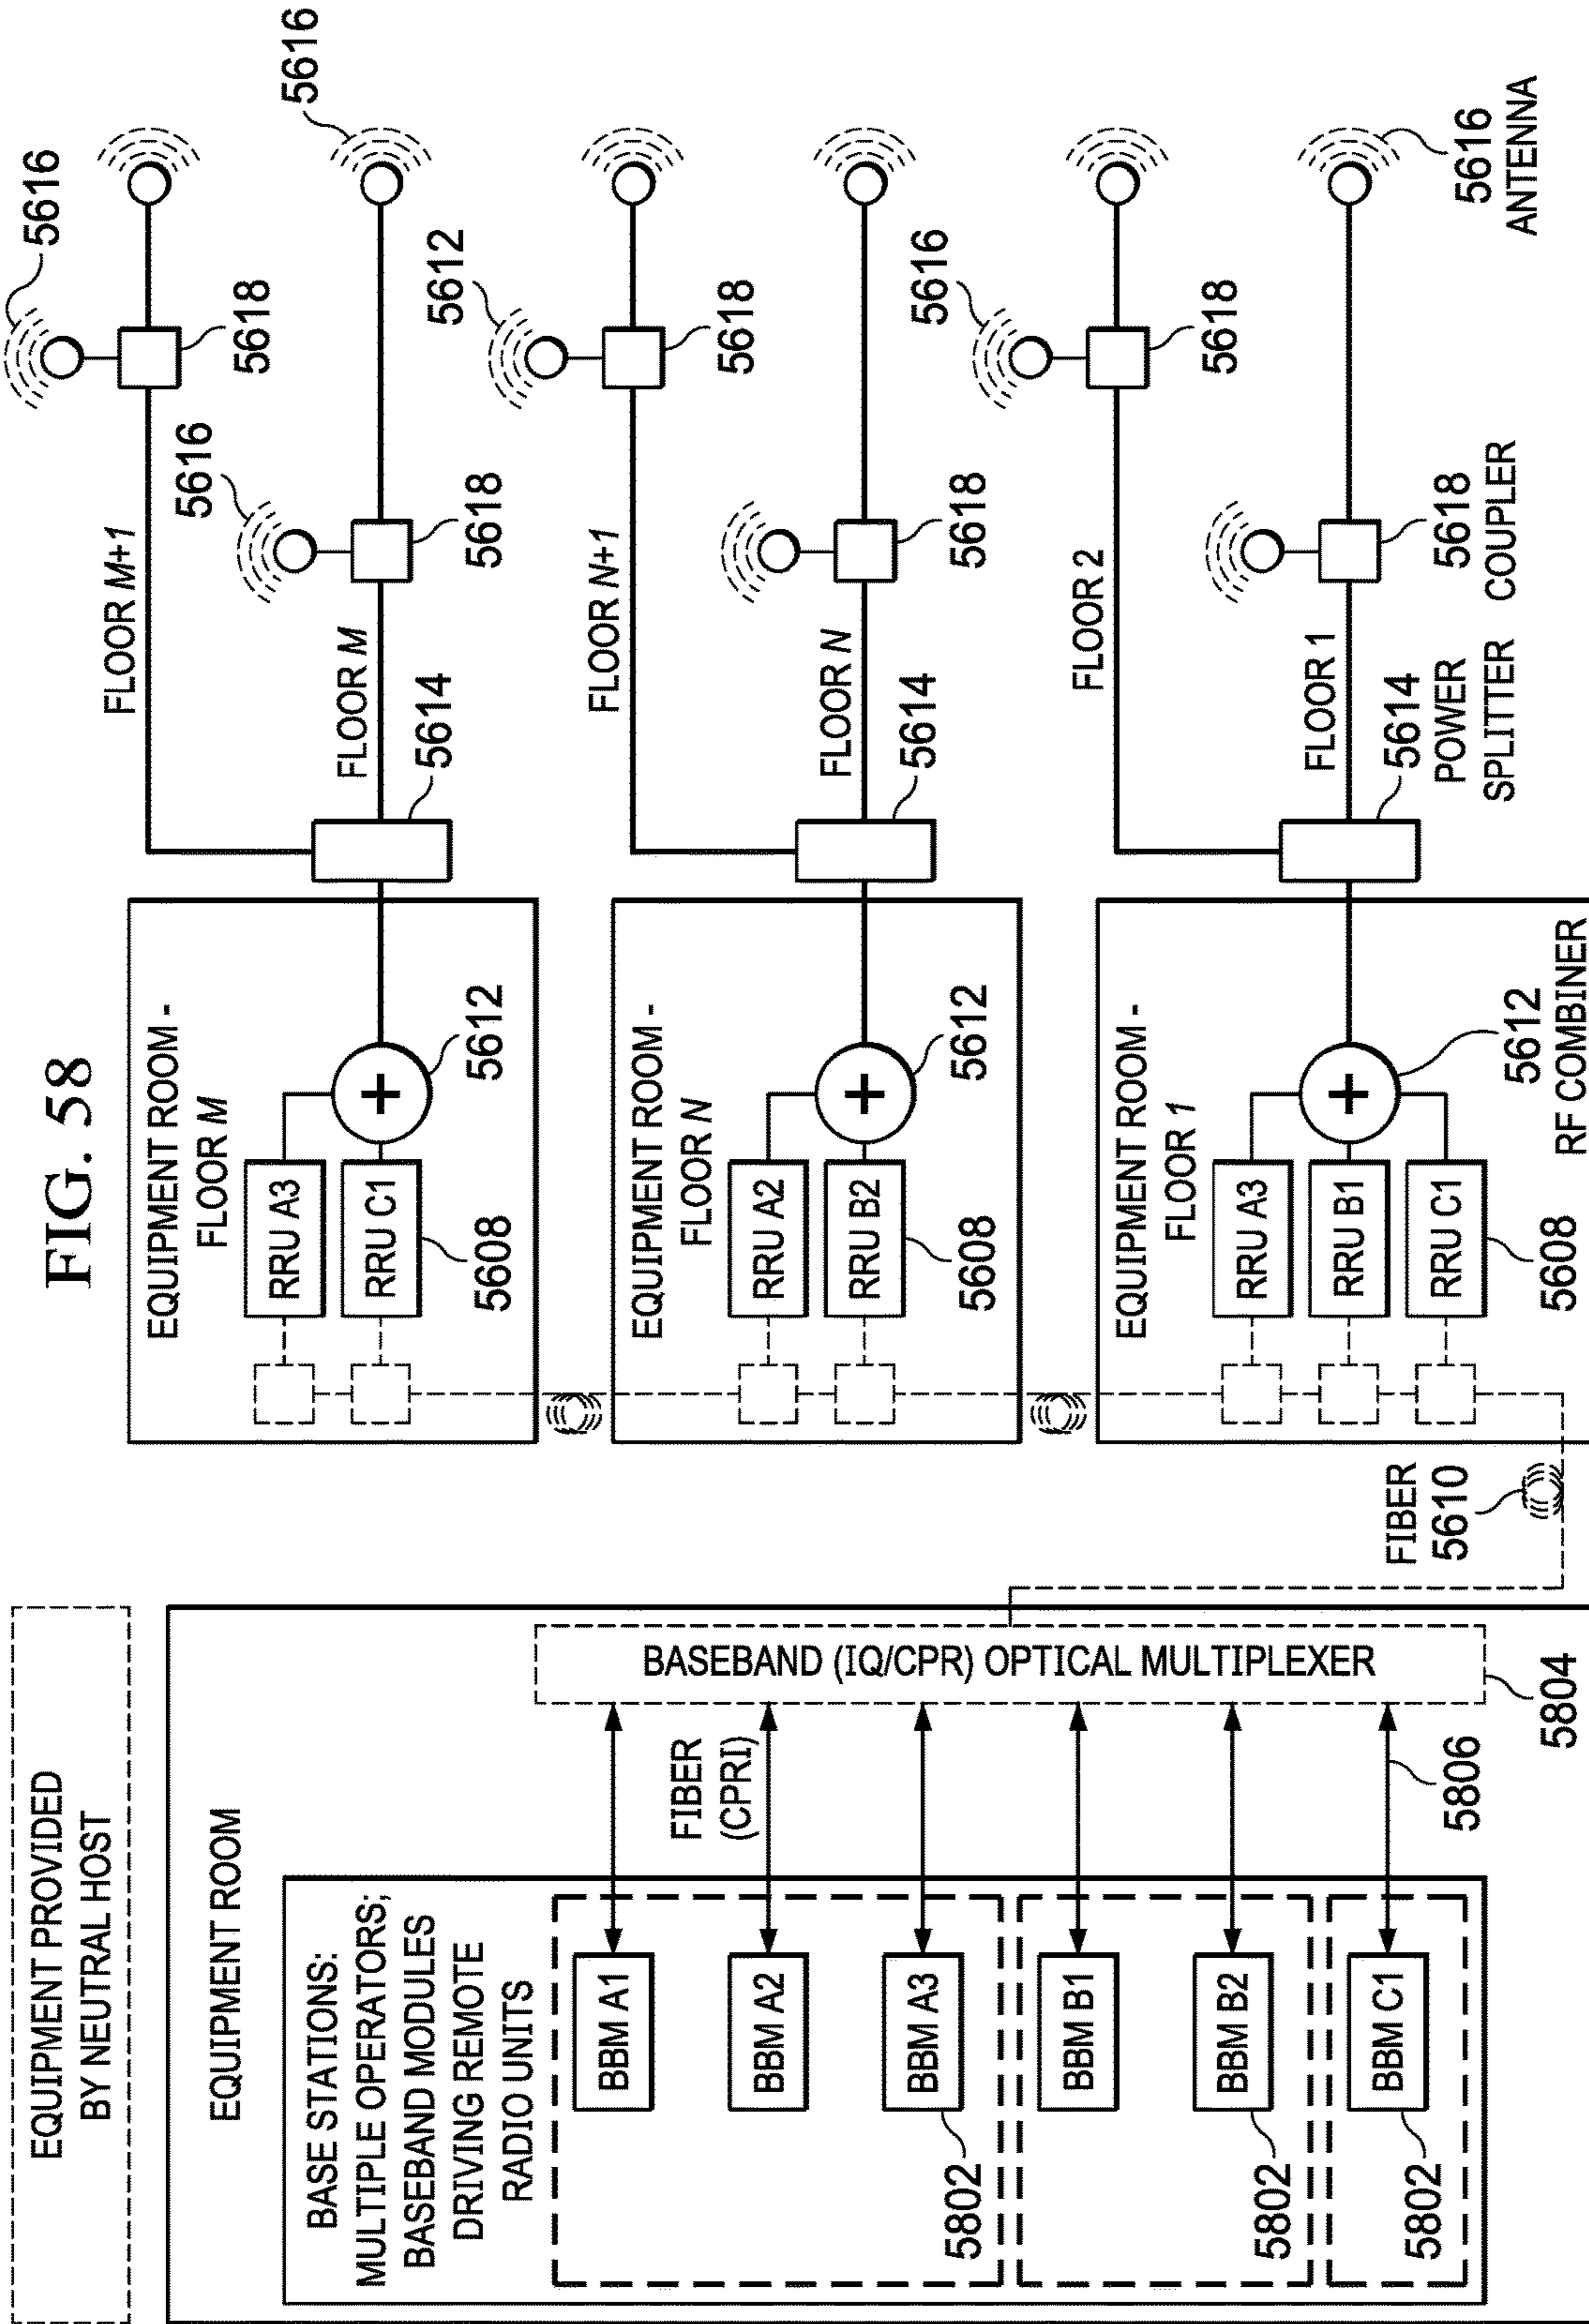 FIG. 58
EQUIPMENT PROVIDED
BY NEUTRAL HOST
EQUIPMENT ROOM
BASE STATIONS:
MULTIPLE OPERATORS;
BASEBAND MODULES
DRIVING REMOTE
RADIO UNITS
BBM A1
BBM A2
BBM A3
5802
BBM B1
BBM B2
5802
BBM C1
5802
FIBER
(CPRI)
5806
BASEBAND (IQ/CPR) OPTICAL MULTIPLEXER
5804
FIBER
5610
EQUIPMENT ROOM -
FLOOR M
RRU A3
RRU C1
5608
5612
5614
FLOOR M+1
5618
5616
FLOOR M
5616
5618
5616
EQUIPMENT ROOM -
FLOOR N
RRU A2
RRU B2
5608
5612
5614
FLOOR N+1
5612
5618
FLOOR N
5618
EQUIPMENT ROOM -
FLOOR 1
RRU A3
RRU B1
RRU C1
5608
5612
RF COMBINER
FLOOR 2
5616
5618
FLOOR 1
5614
POWER
SPLITTER
5618
COUPLER
5616
ANTENNA